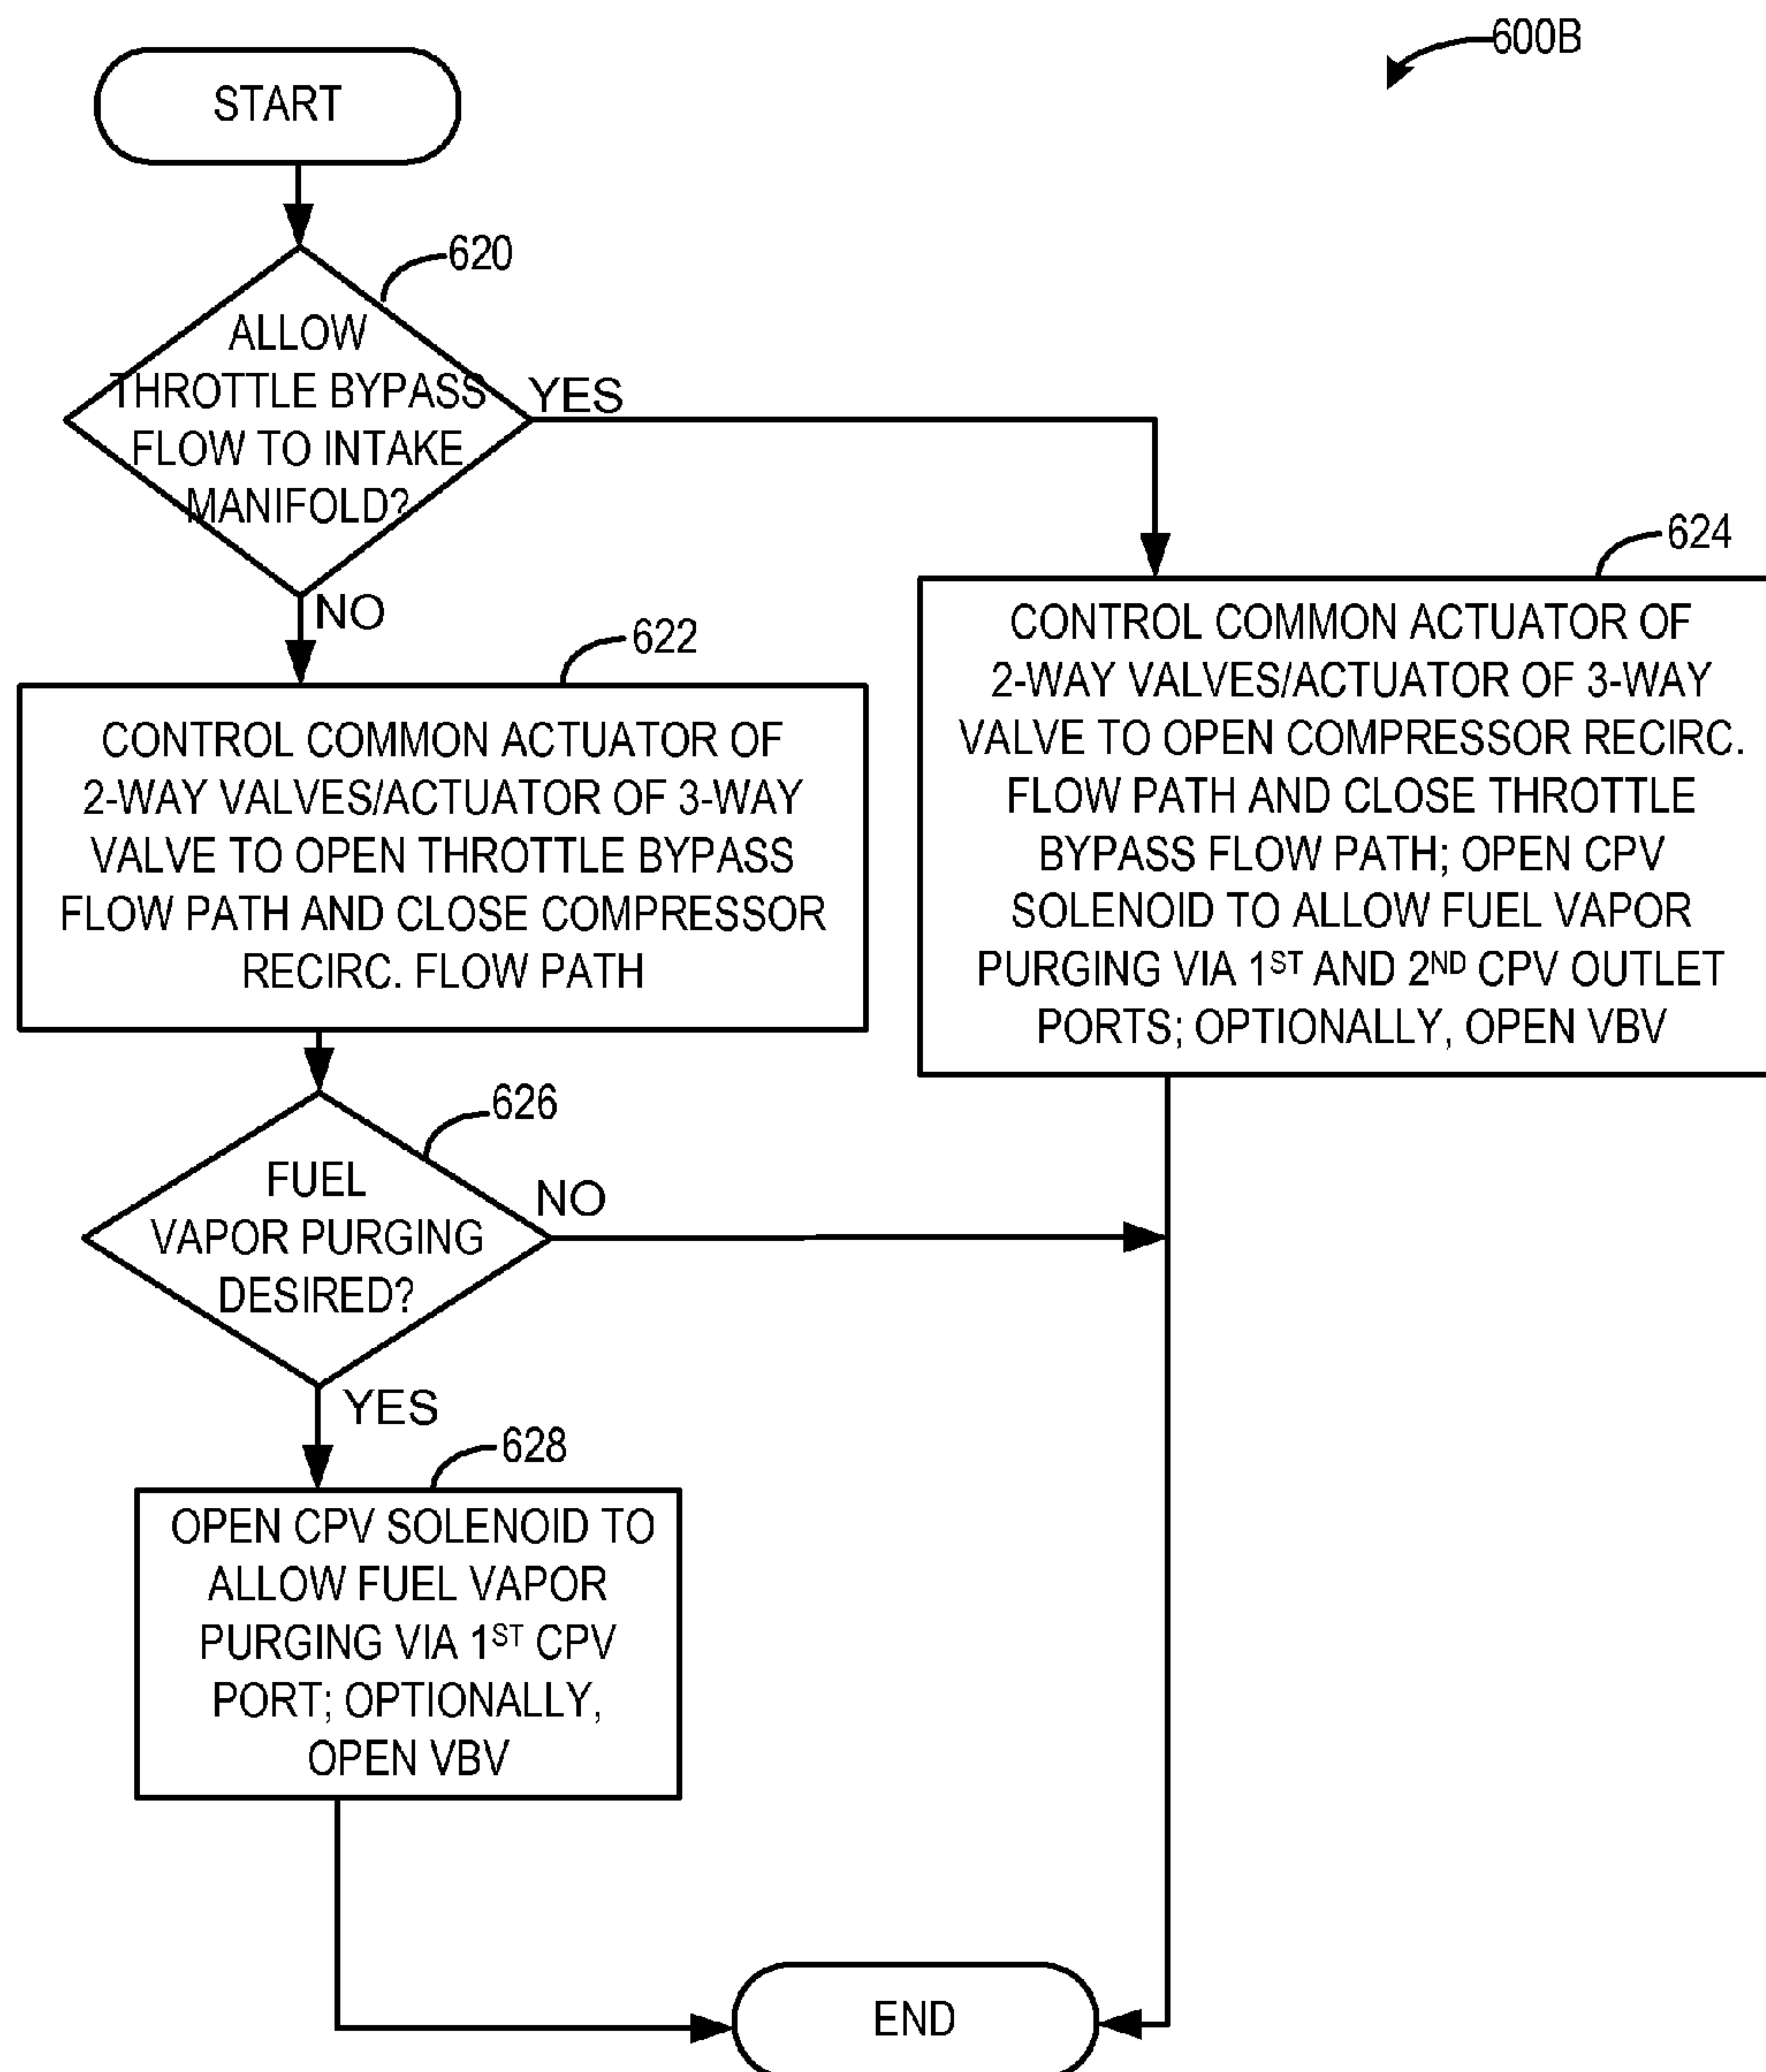 600B
START
620
ALLOW
THROTTLE BYPASS
FLOW TO INTAKE
MANIFOLD?
YES
NO
622
CONTROL COMMON ACTUATOR OF
2-WAY VALVES/ACTUATOR OF 3-WAY
VALVE TO OPEN THROTTLE BYPASS
FLOW PATH AND CLOSE COMPRESSOR
RECIRC. FLOW PATH
624
CONTROL COMMON ACTUATOR OF
2-WAY VALVES/ACTUATOR OF 3-WAY
VALVE TO OPEN COMPRESSOR RECIRC.
FLOW PATH AND CLOSE THROTTLE
BYPASS FLOW PATH; OPEN CPV
SOLENOID TO ALLOW FUEL VAPOR
PURGING VIA 1ST AND 2ND CPV OUTLET
PORTS; OPTIONALLY, OPEN VBV
626
FUEL
VAPOR PURGING
DESIRED?
NO
YES
628
OPEN CPV SOLENOID TO
ALLOW FUEL VAPOR
PURGING VIA 1ST CPV
PORT; OPTIONALLY,
OPEN VBV
END